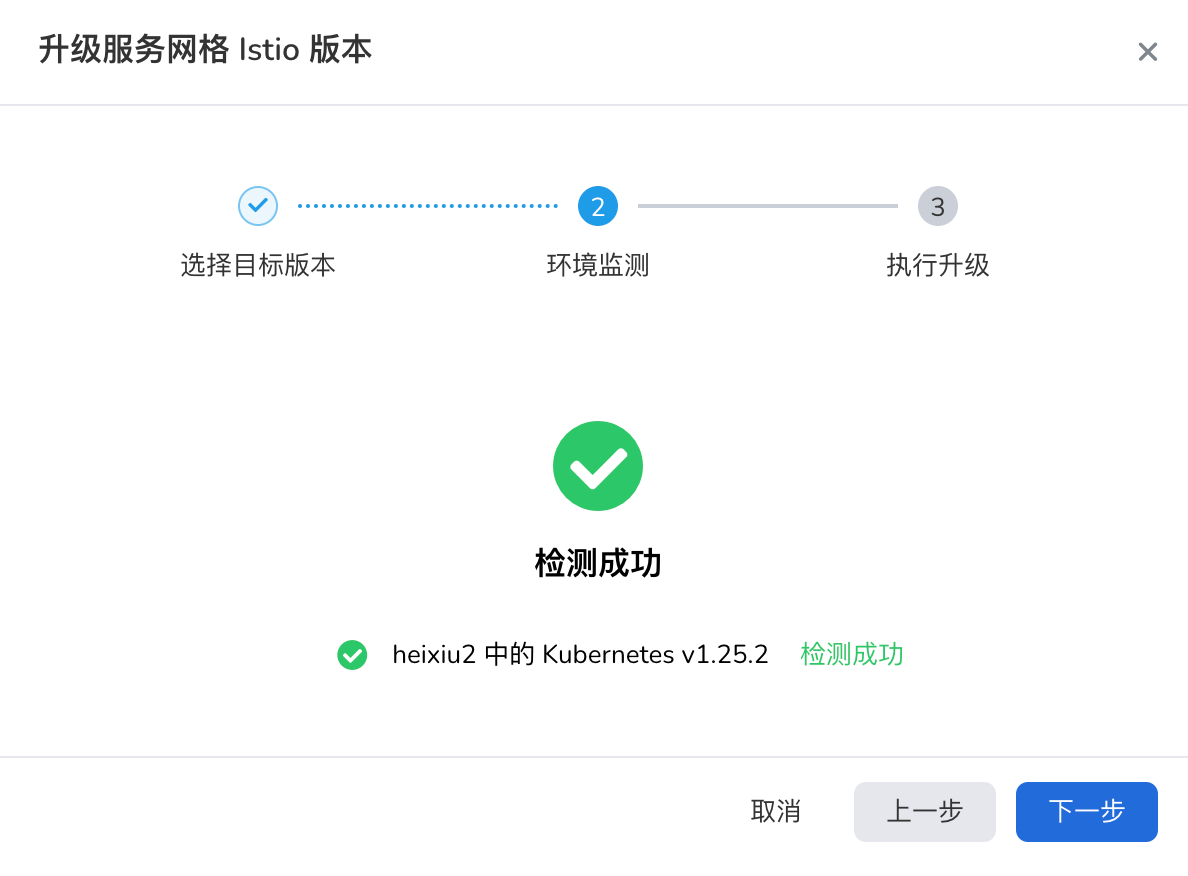 升级服务网格 Istio 版本
2
3
选择目标版本
环境监测
执行升级
检测成功
heixiu2 中的 Kubernetes v1.25.2 检测成功
取消
上一步
下一步